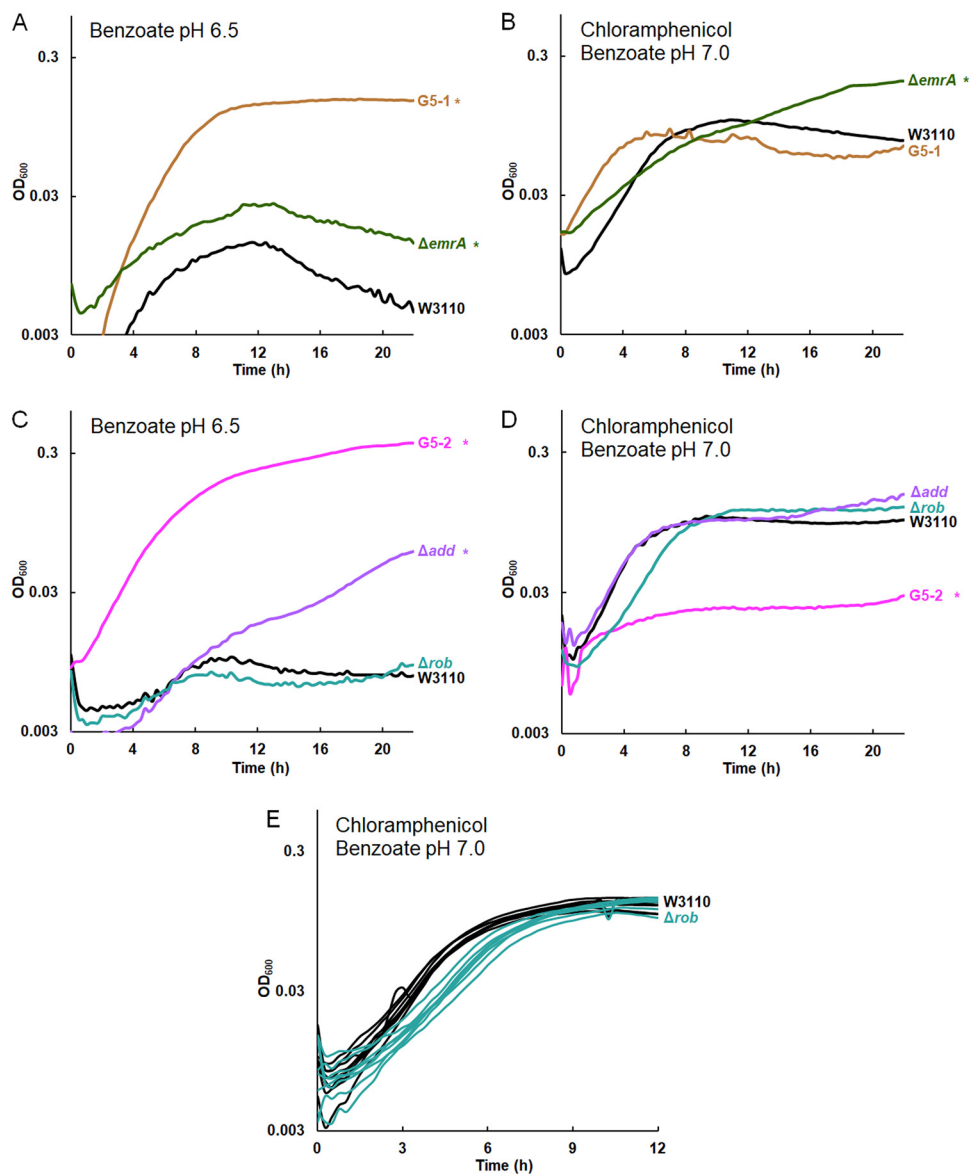 A
Benzoate pH 6.5
0.3
G5-1 *
OD600
0.03
ΔemrA *
W3110
0.003
0 4 8 12 16 20
Time (h)
B
Chloramphenicol
Benzoate pH 7.0
0.3
ΔemrA *
W3110
G5-1
OD600
0.03
0.003
0 4 8 12 16 20
Time (h)
C
Benzoate pH 6.5
0.3
G5-2 *
Δadd *
OD600
0.03
Δrob
W3110
0.003
0 4 8 12 16 20
Time (h)
D
Chloramphenicol
Benzoate pH 7.0
0.3
Δadd
Δrob
W3110
OD600
0.03
G5-2 *
0.003
0 4 8 12 16 20
Time (h)
E
Chloramphenicol
Benzoate pH 7.0
0.3
W3110
Δrob
OD600
0.03
0.003
0 3 6 9 12
Time (h)